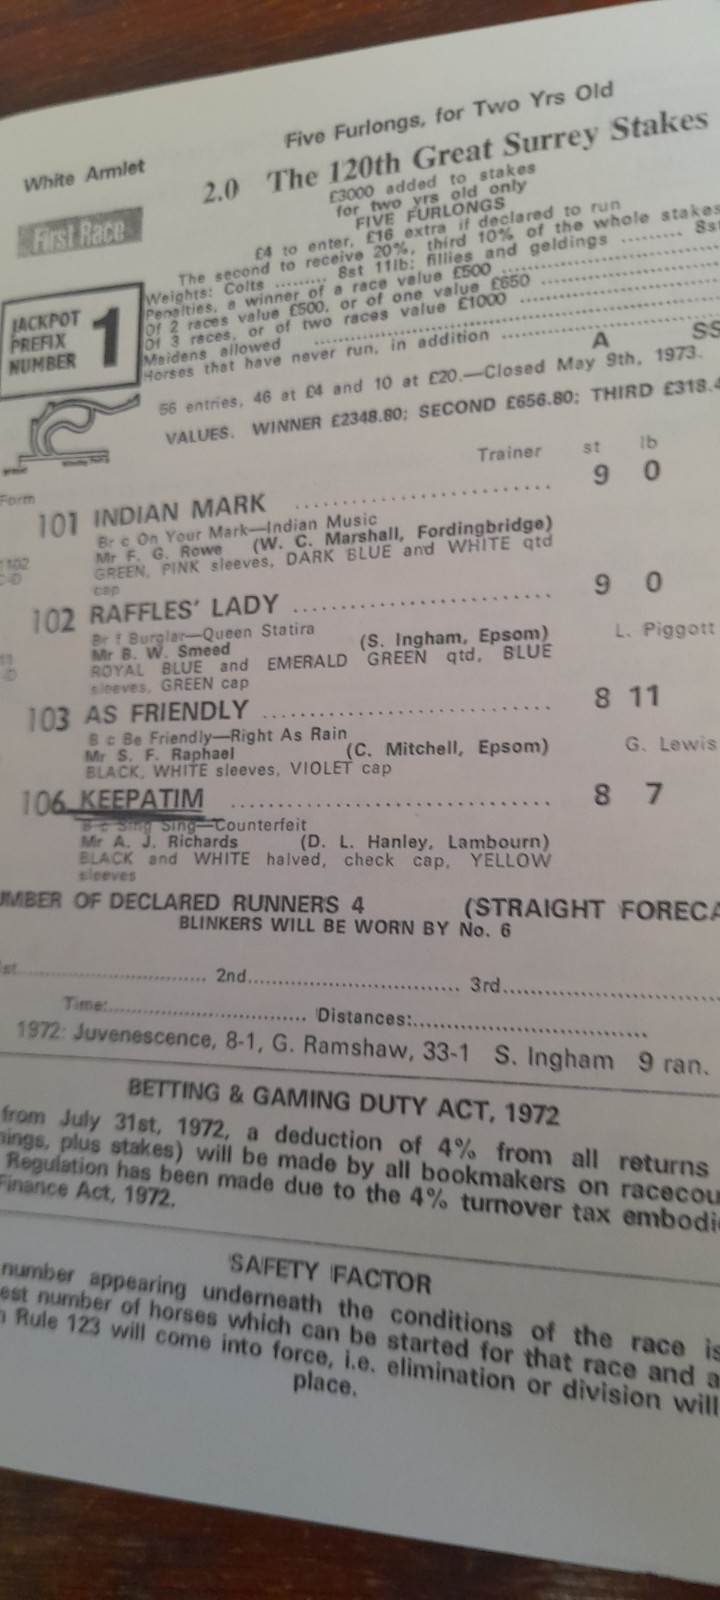 Five Furlongs, for Two Yrs Old
White Armlet
2.0 The 120th Great Surrey Stakes
First Race
£3000 added to stakes
for two yrs old only
FIVE FURLONGS
£4 to enter, £16 extra if declared to run
The second to receive 20%, third 10% of the whole stakes
Weights: Colts ......... 8st 11lb; fillies and geldings ......... 8st
Penalties, a winner of a race value £500 ..............................
Of 2 races value £500, or of one value £650 ..............................
Of 3 races, or of two races value £1000 ..............................
Maidens allowed ..............................
Horses that have never run, in addition ..............................
JACKPOT
PREFIX
NUMBER 1
A SS
56 entries, 46 at £4 and 10 at £20.—Closed May 9th, 1973.
VALUES. WINNER £2348.80; SECOND £656.80; THIRD £318.4
Trainer st lb
Form
101 INDIAN MARK .............................. 9 0
Br c On Your Mark—Indian Music
Mr F. G. Rowe (W. C. Marshall, Fordingbridge)
GREEN, PINK sleeves, DARK BLUE and WHITE qtd
cap
102 RAFFLES' LADY .............................. 9 0
Br f Burglar—Queen Statira
Mr B. W. Smeed (S. Ingham, Epsom) L. Piggott
ROYAL BLUE and EMERALD GREEN qtd, BLUE
sleeves, GREEN cap
103 AS FRIENDLY .............................. 8 11
B c Be Friendly—Right As Rain
Mr S. F. Raphael (C. Mitchell, Epsom) G. Lewis
BLACK, WHITE sleeves, VIOLET cap
106 KEEPATIM .............................. 8 7
B c Sing Sing—Counterfeit
Mr A. J. Richards (D. L. Hanley, Lambourn)
BLACK and WHITE halved, check cap, YELLOW
sleeves
UMBER OF DECLARED RUNNERS 4 (STRAIGHT FORECA
BLINKERS WILL BE WORN BY No. 6
st.............................. 2nd.............................. 3rd..............................
Time:.............................. Distances:..............................
1972: Juvenescence, 8-1, G. Ramshaw, 33-1 S. Ingham 9 ran.
BETTING & GAMING DUTY ACT, 1972
from July 31st, 1972, a deduction of 4% from all returns
nings, plus stakes) will be made by all bookmakers on racecou
Regulation has been made due to the 4% turnover tax embodi
Finance Act, 1972.
SAFETY FACTOR
number appearing underneath the conditions of the race is
est number of horses which can be started for that race and a
Rule 123 will come into force, i.e. elimination or division will
place.